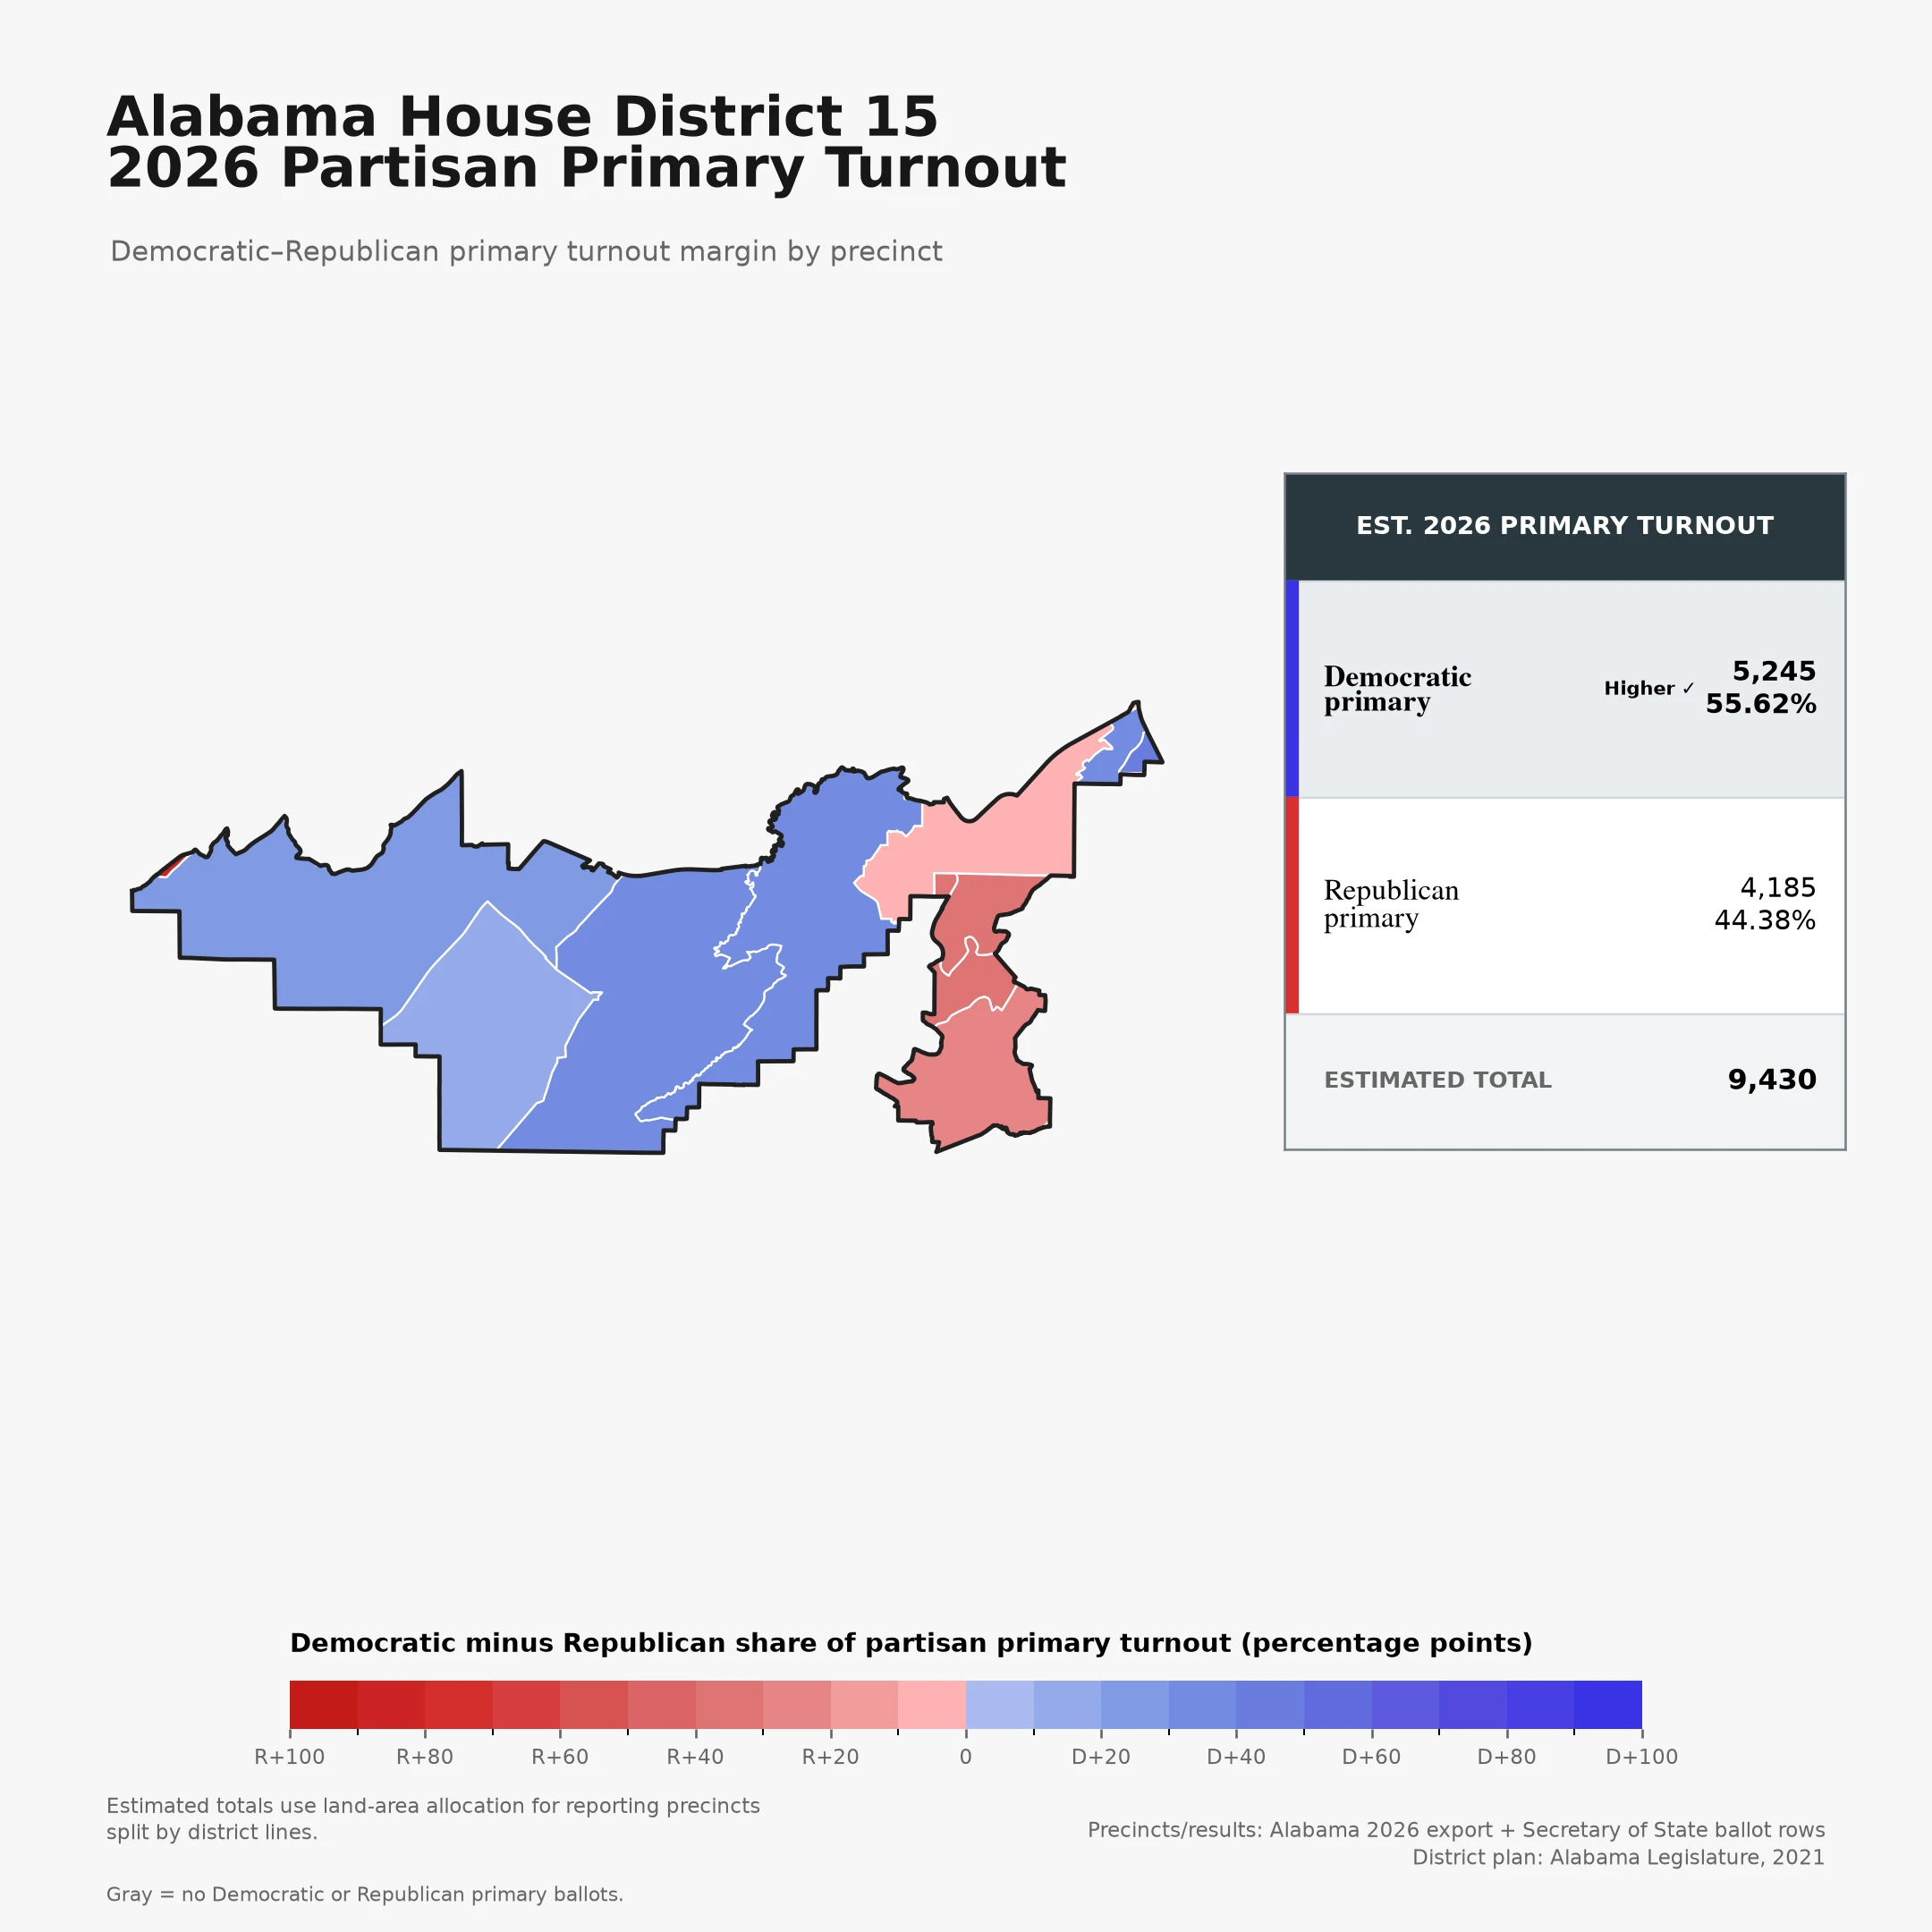 Alabama House District 15
2026 Partisan Primary Turnout
Democratic–Republican primary turnout margin by precinct
EST. 2026 PRIMARY TURNOUT
Democratic
primary
Higher ✓
5,245
55.62%
Republican
primary
4,185
44.38%
ESTIMATED TOTAL
9,430
Democratic minus Republican share of partisan primary turnout (percentage points)
R+100 R+80 R+60 R+40 R+20 0 D+20 D+40 D+60 D+80 D+100
Estimated totals use land-area allocation for reporting precincts
split by district lines.
Gray = no Democratic or Republican primary ballots.
Precincts/results: Alabama 2026 export + Secretary of State ballot rows
District plan: Alabama Legislature, 2021